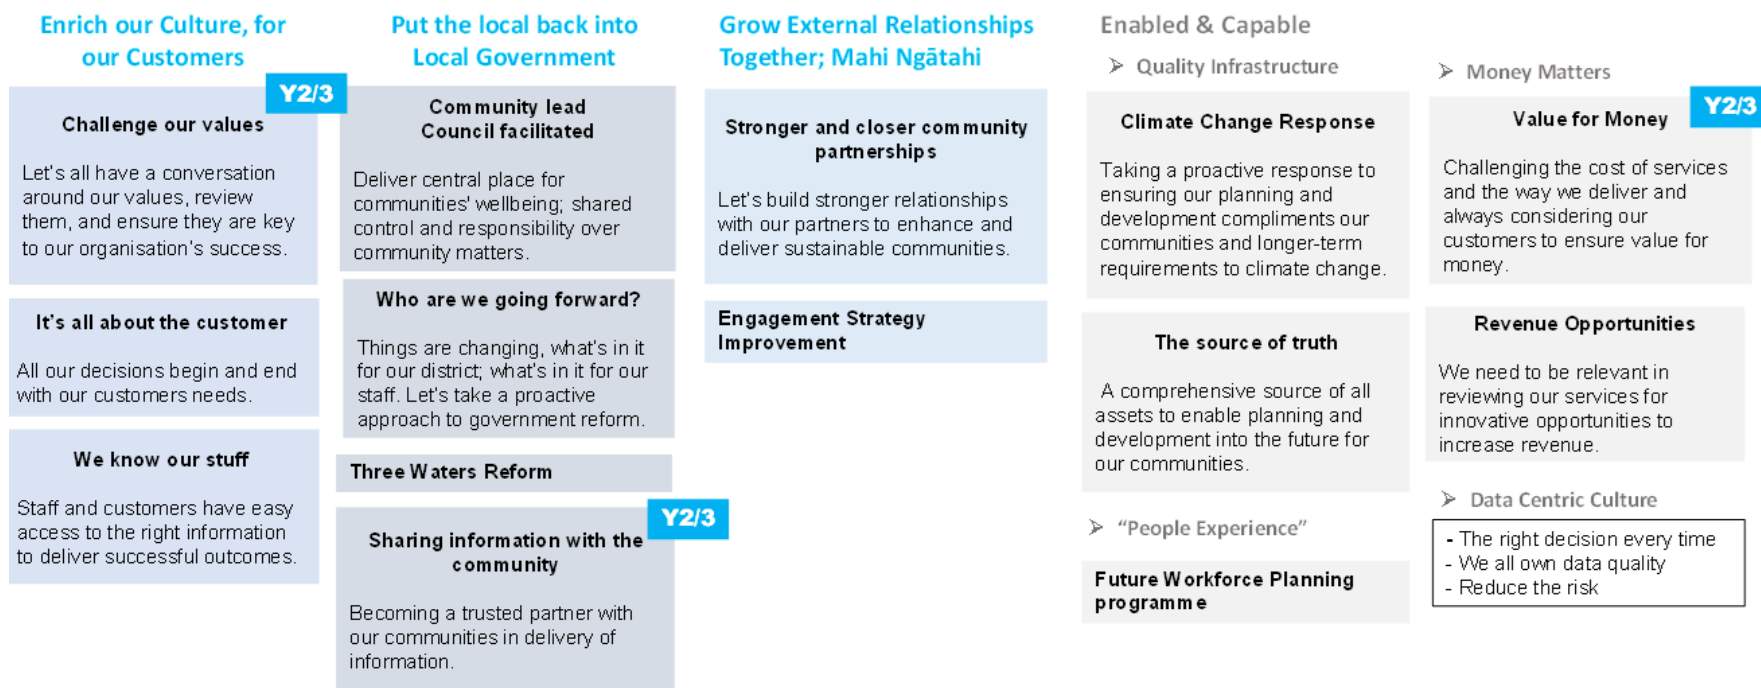 Enrich our Culture, for
our Customers
Y2/3
Challenge our values
Let's all have a conversation
around our values, review
them, and ensure they are key
to our organisation's success.
It's all about the customer
All our decisions begin and end
with our customers needs.
We know our stuff
Staff and customers have easy
access to the right information
to deliver successful outcomes.
Put the local back into
Local Government
Community lead
Council facilitated
Deliver central place for
communities' wellbeing; shared
control and responsibility over
community matters.
Who are we going forward?
Things are changing, what's in it
for our district; what's in it for our
staff. Let's take a proactive
approach to government reform.
Three Waters Reform
Y2/3
Sharing information with the
community
Becoming a trusted partner with
our communities in delivery of
information.
Grow External Relationships
Together; Mahi Ngātahi
Stronger and closer community
partnerships
Let's build stronger relationships
with our partners to enhance and
deliver sustainable communities.
Engagement Strategy
Improvement
Enabled & Capable
➢ Quality Infrastructure
Climate Change Response
Taking a proactive response to
ensuring our planning and
development compliments our
communities and longer-term
requirements to climate change.
The source of truth
A comprehensive source of all
assets to enable planning and
development into the future for
our communities.
➢ "People Experience"
Future Workforce Planning
programme
➢ Money Matters
Y2/3
Value for Money
Challenging the cost of services
and the way we deliver and
always considering our
customers to ensure value for
money.
Revenue Opportunities
We need to be relevant in
reviewing our services for
innovative opportunities to
increase revenue.
➢ Data Centric Culture
- The right decision every time
- We all own data quality
- Reduce the risk